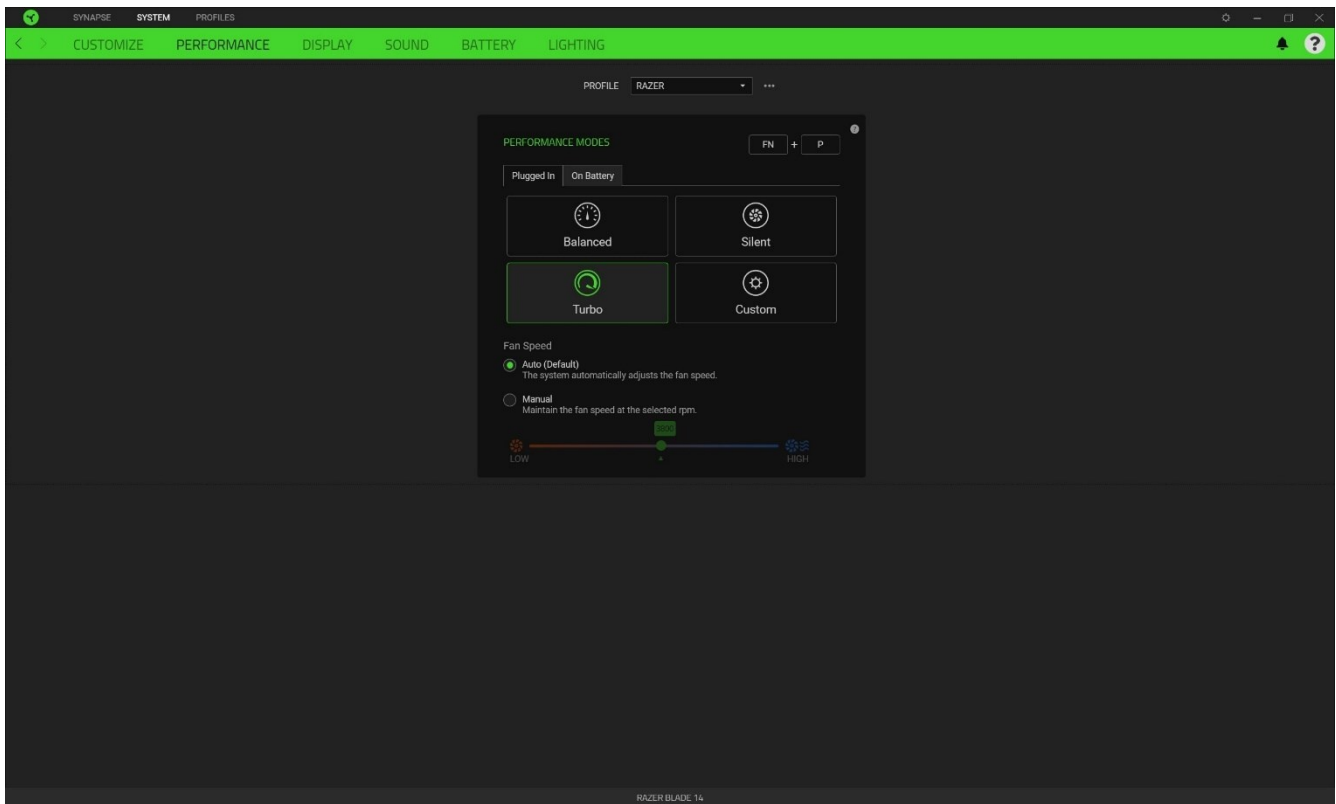 SYNAPSE SYSTEM PROFILES
CUSTOMIZE PERFORMANCE DISPLAY SOUND BATTERY LIGHTING
?
PROFILE RAZER
PERFORMANCE MODES FN + P
?
Plugged In On Battery
Balanced Silent
Turbo Custom
Fan Speed
Auto (Default)
The system automatically adjusts the fan speed.
Manual
Maintain the fan speed at the selected rpm.
LOW HIGH
RAZER BLADE 14